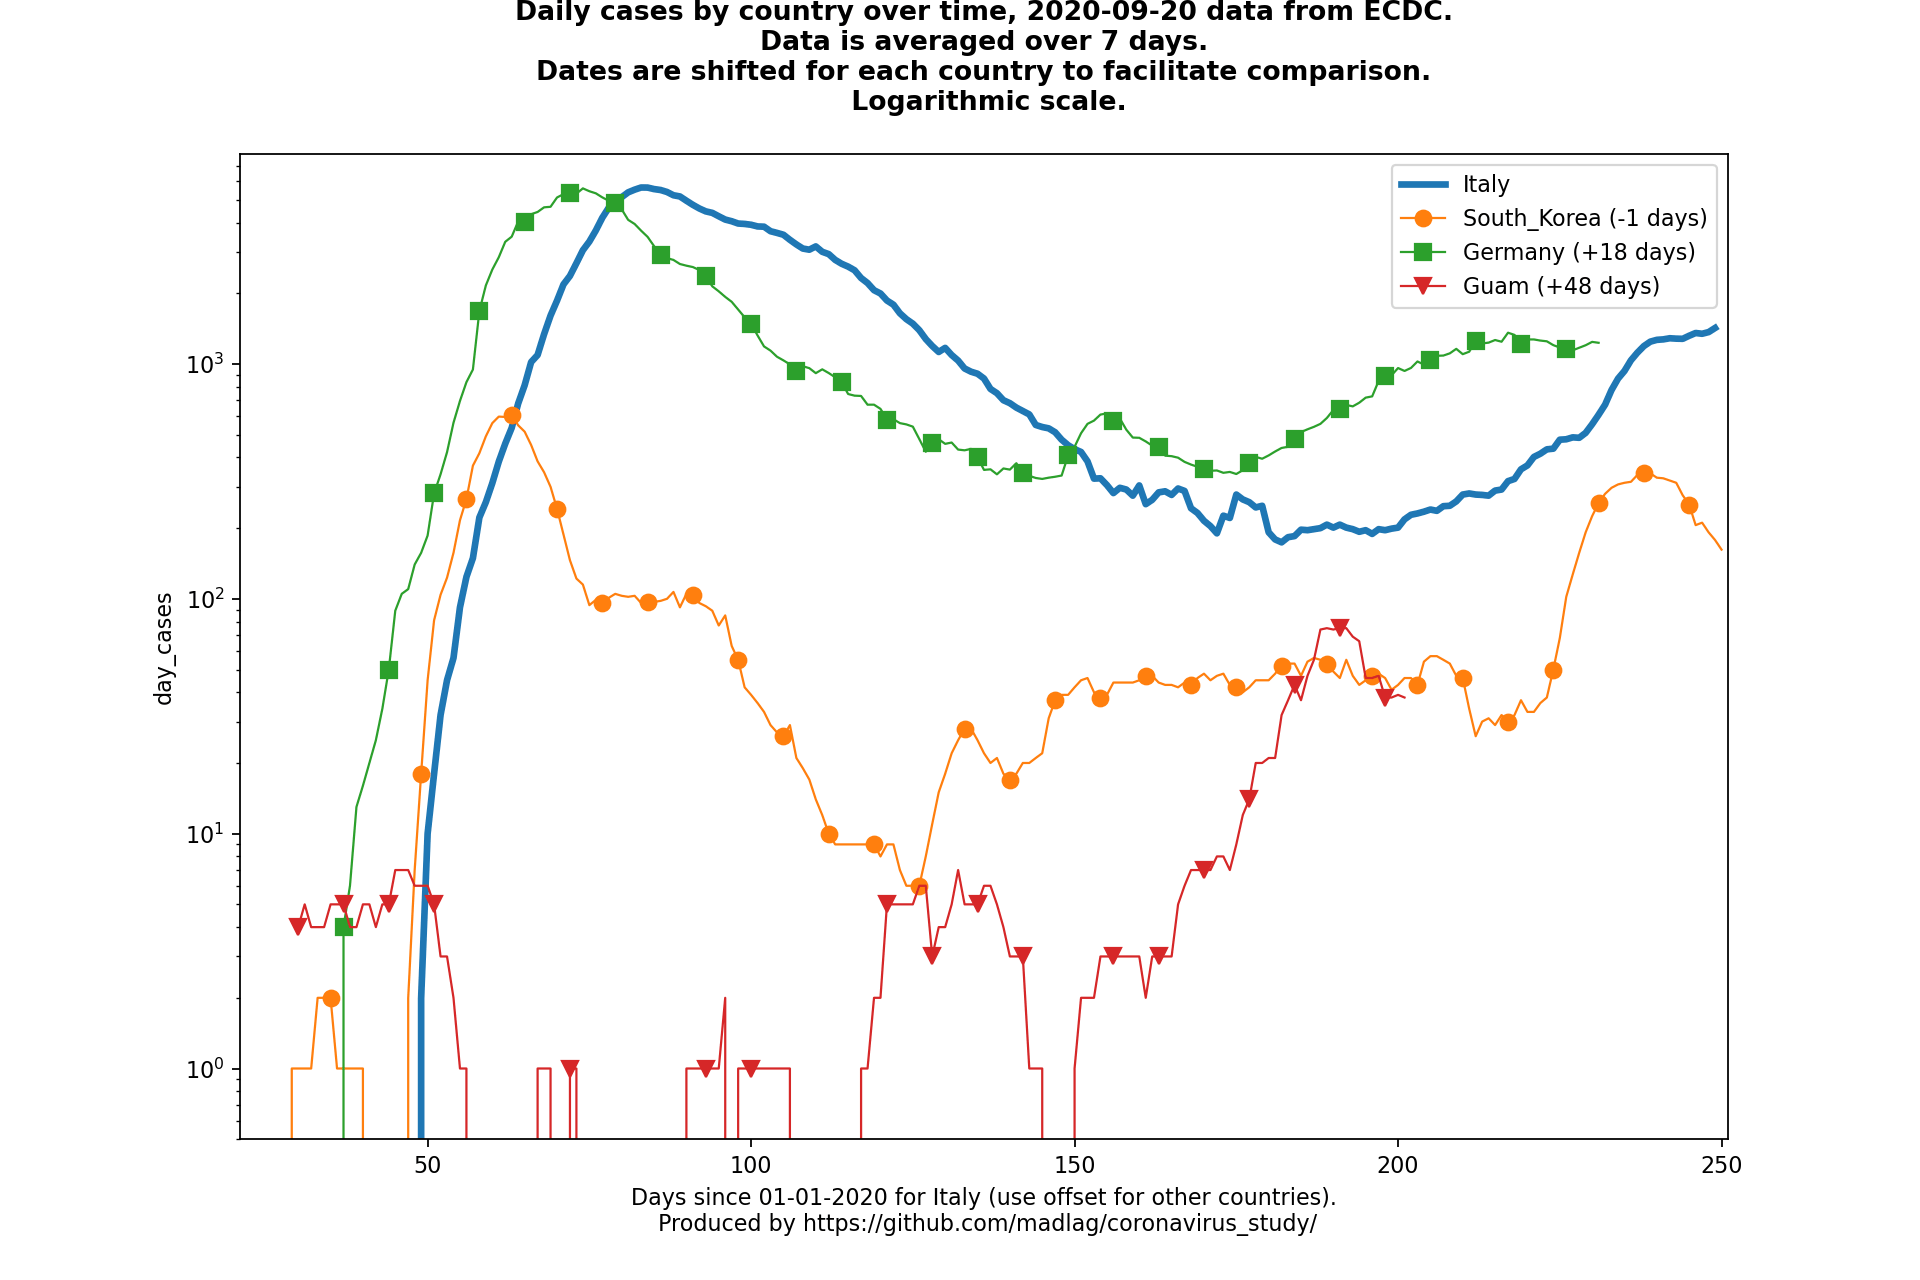 Daily cases by country over time, 2020-09-20 data from ECDC.
Data is averaged over 7 days.
Dates are shifted for each country to facilitate comparison.
Logarithmic scale.
Italy
South_Korea (-1 days)
Germany (+18 days)
Guam (+48 days)
day_cases
10³
10²
10¹
10⁰
50
100
150
200
250
Days since 01-01-2020 for Italy (use offset for other countries).
Produced by https://github.com/madlag/coronavirus_study/